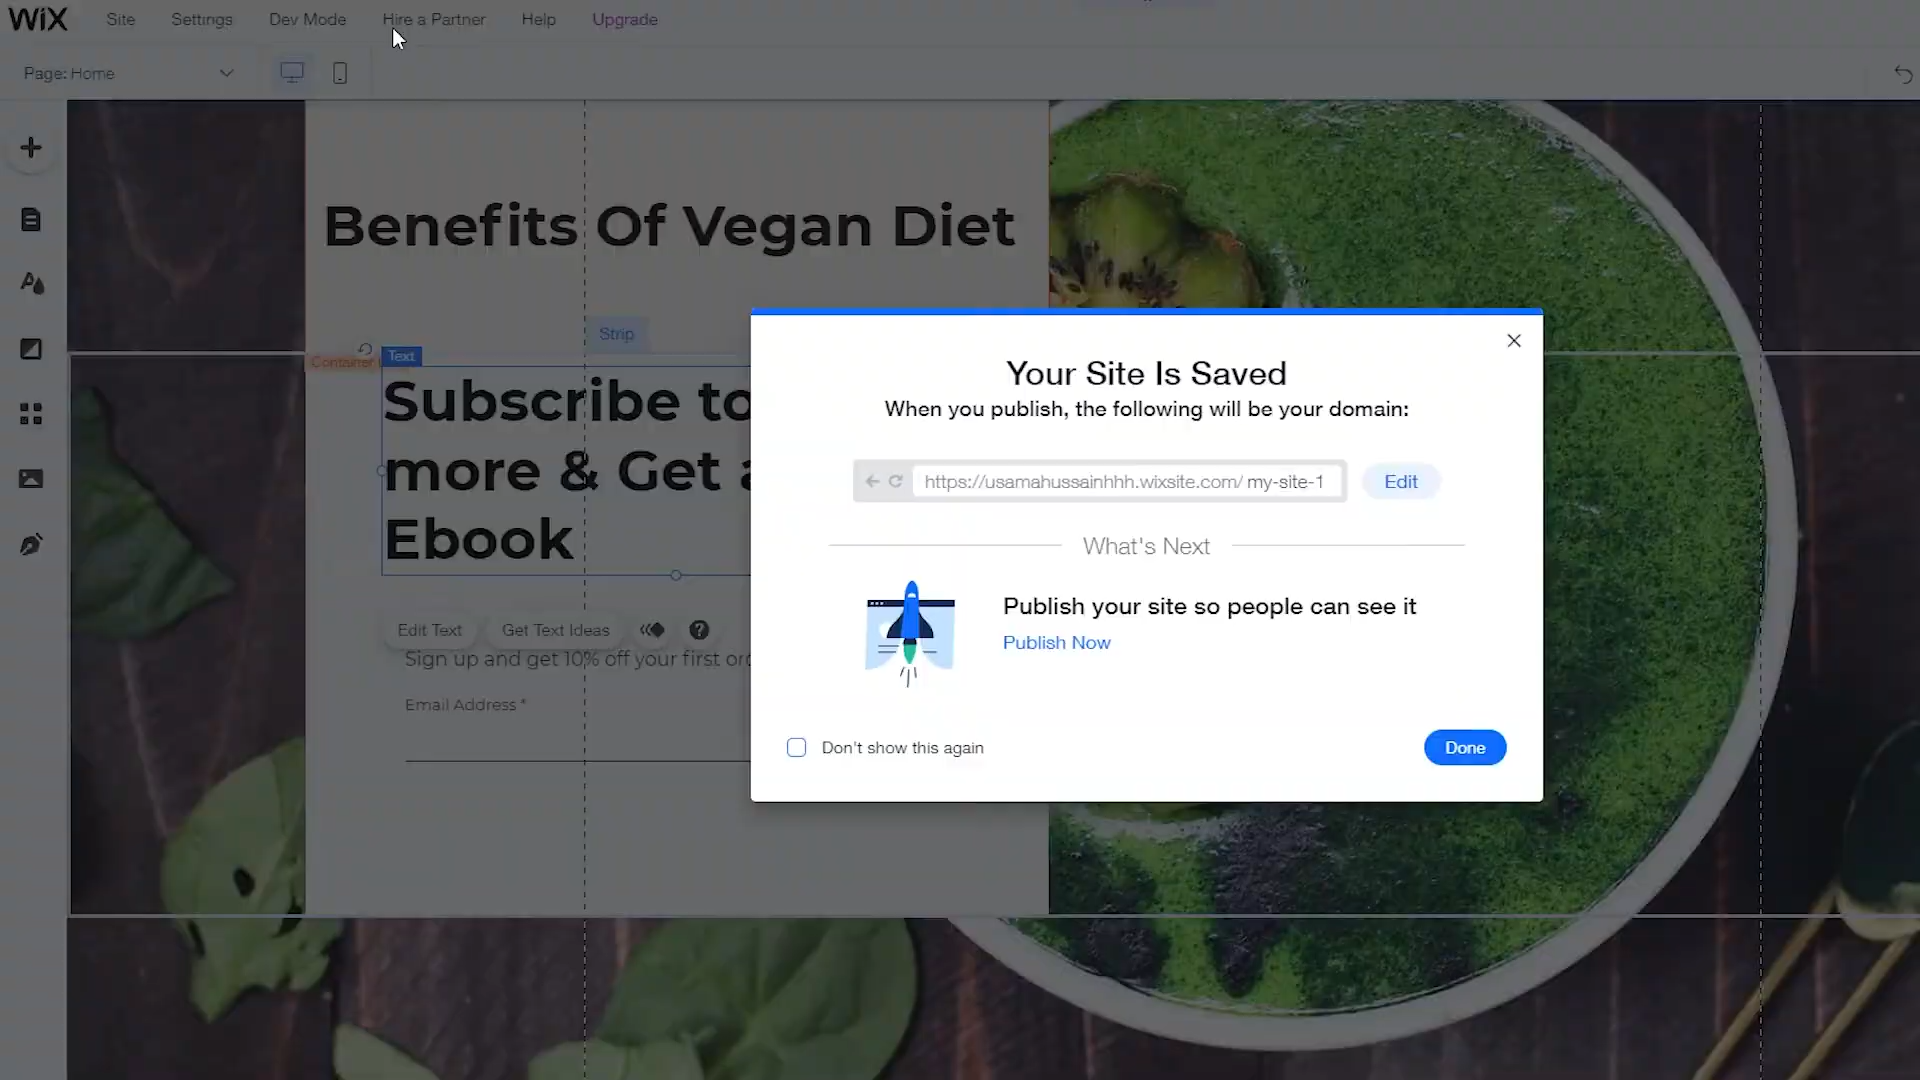 WiX Site Settings Dev Mode Hire a Partner Help Upgrade
Page: Home
Benefits Of Vegan Diet
Strip
Container
Text
Subscribe to
more & Get
Ebook
Edit Text Get Text Ideas
Sign up and get 10% off your first
Email Address *
Your Site Is Saved
When you publish, the following will be your domain:
https://usamahussainhhh.wixsite.com/ my-site-1 Edit
What's Next
Publish your site so people can see it
Publish Now
Don't show this again Done